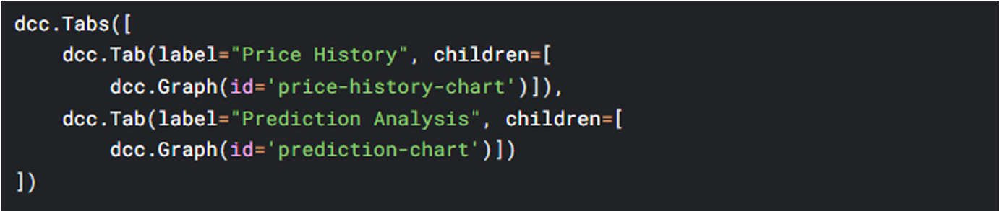 dcc.Tabs([
    dcc.Tab(label="Price History", children=[
        dcc.Graph(id='price-history-chart')]),
    dcc.Tab(label="Prediction Analysis", children=[
        dcc.Graph(id='prediction-chart')])
])